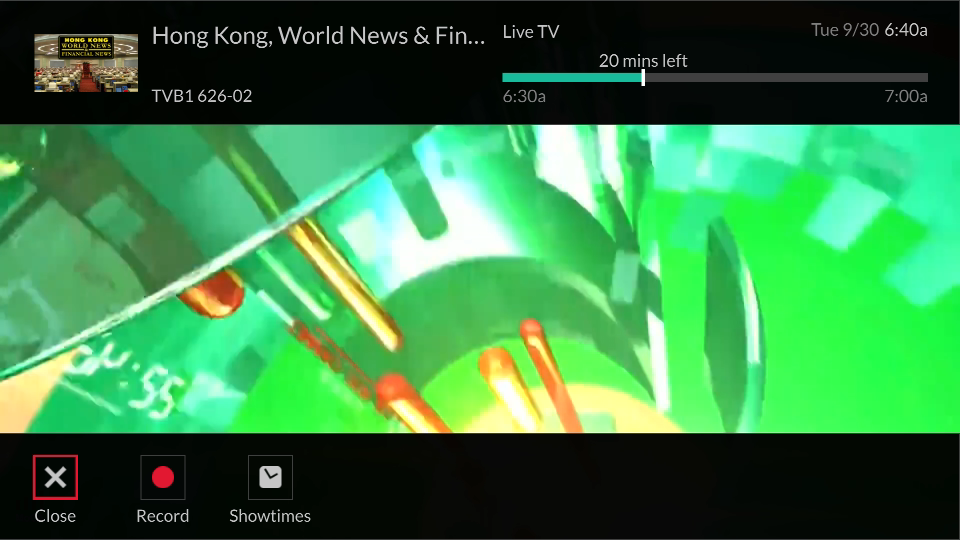 HONG KONG
WORLD NEWS
FINANCIAL NEWS
Hong Kong, World News & Fin...
TVB1 626-02
Live TV
Tue 9/30 6:40a
20 mins left
6:30a
7:00a
Close
Record
Showtimes